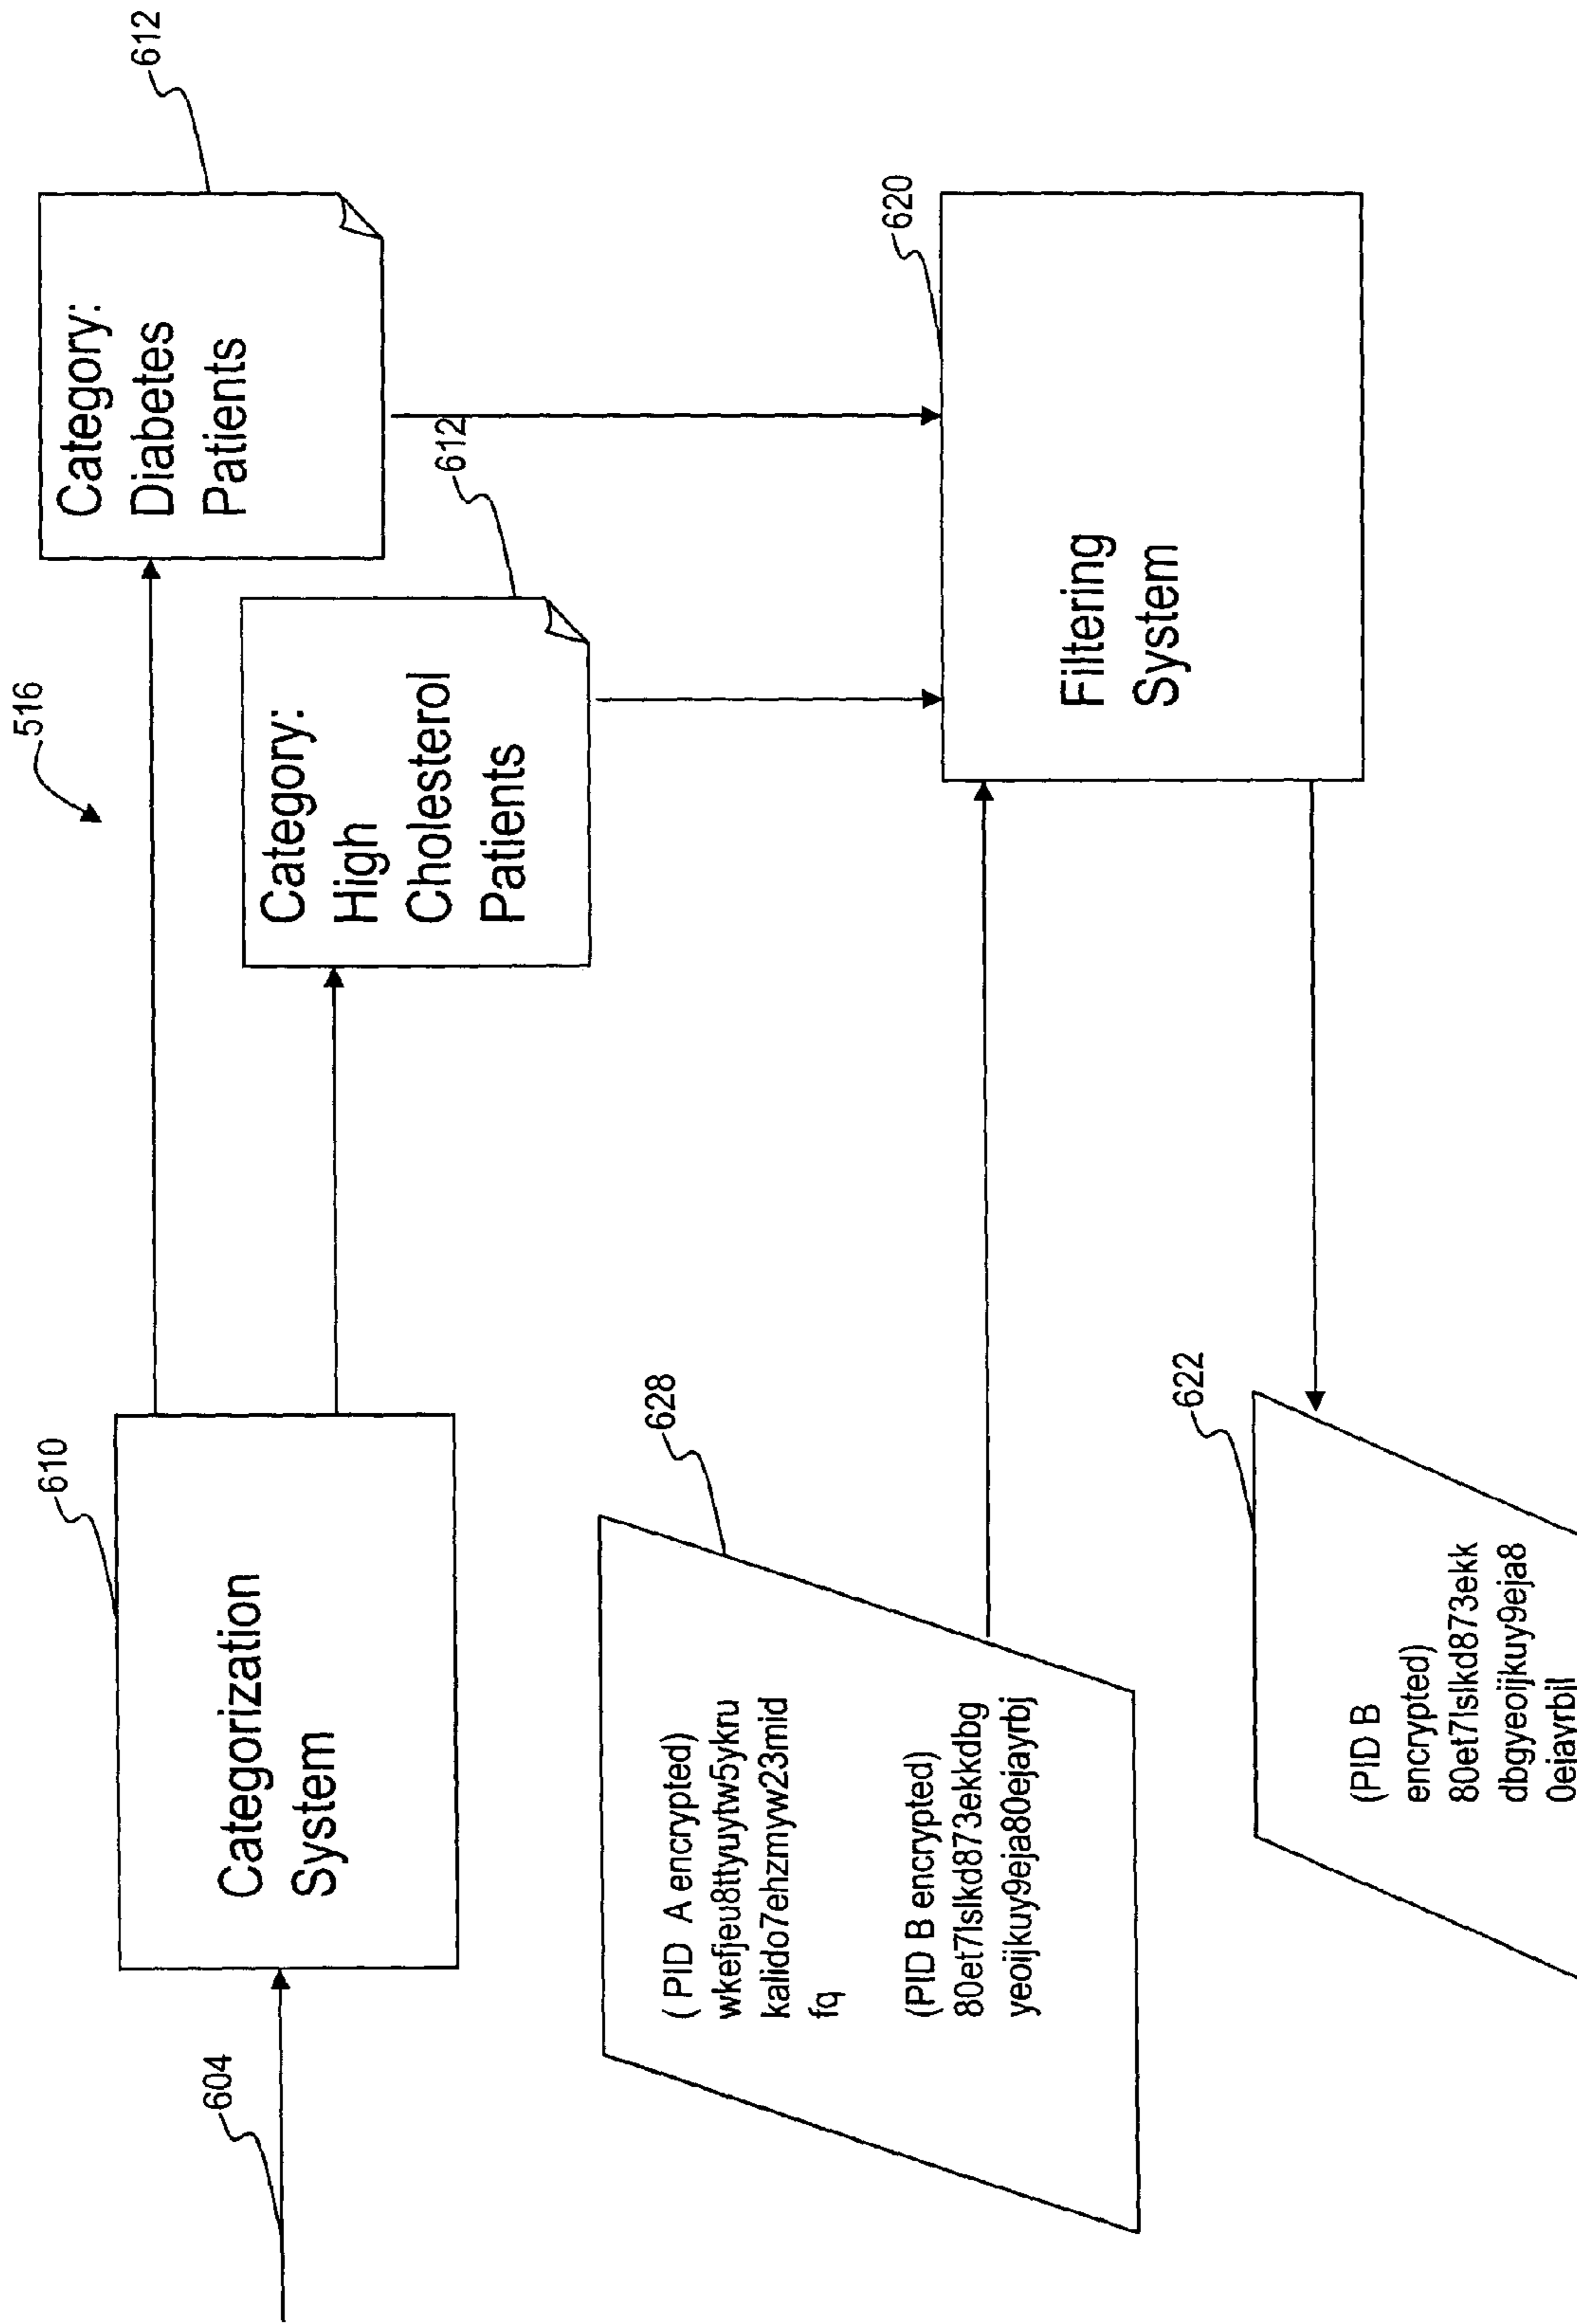 516
604
610
Categorization
System
Category:
Diabetes
Patients
612
Category:
High
Cholesterol
Patients
612
628
( PID A encrypted)
wkefjeu8ttyuytw5ykru
kalido7ehzmyw23mid
fq
(PID B encrypted)
80et7lslkd873ekkdbg
yeoijkuy9eja80ejayrbj
620
Filtering
System
622
(PID B
encrypted)
80et7lslkd873ekk
dbgyeoijkuy9eja8